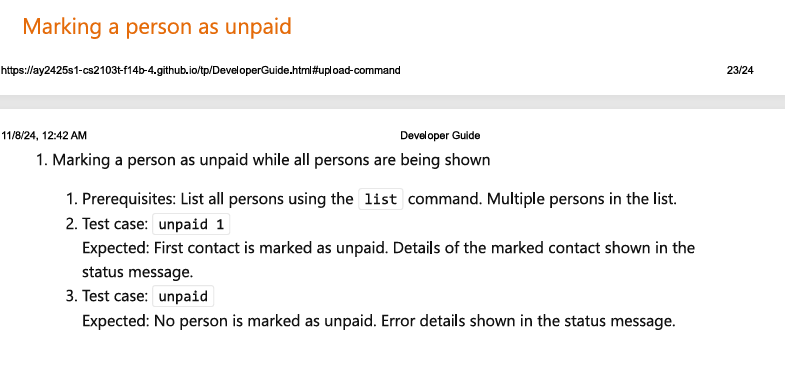 Marking a person as unpaid
https://ay2425s1-cs2103t-f14b-4.github.io/tp/DeveloperGuide.html#upload-command 23/24
11/8/24, 12:42 AM Developer Guide
1. Marking a person as unpaid while all persons are being shown
1. Prerequisites: List all persons using the list command. Multiple persons in the list.
2. Test case: unpaid 1
Expected: First contact is marked as unpaid. Details of the marked contact shown in the
status message.
3. Test case: unpaid
Expected: No person is marked as unpaid. Error details shown in the status message.